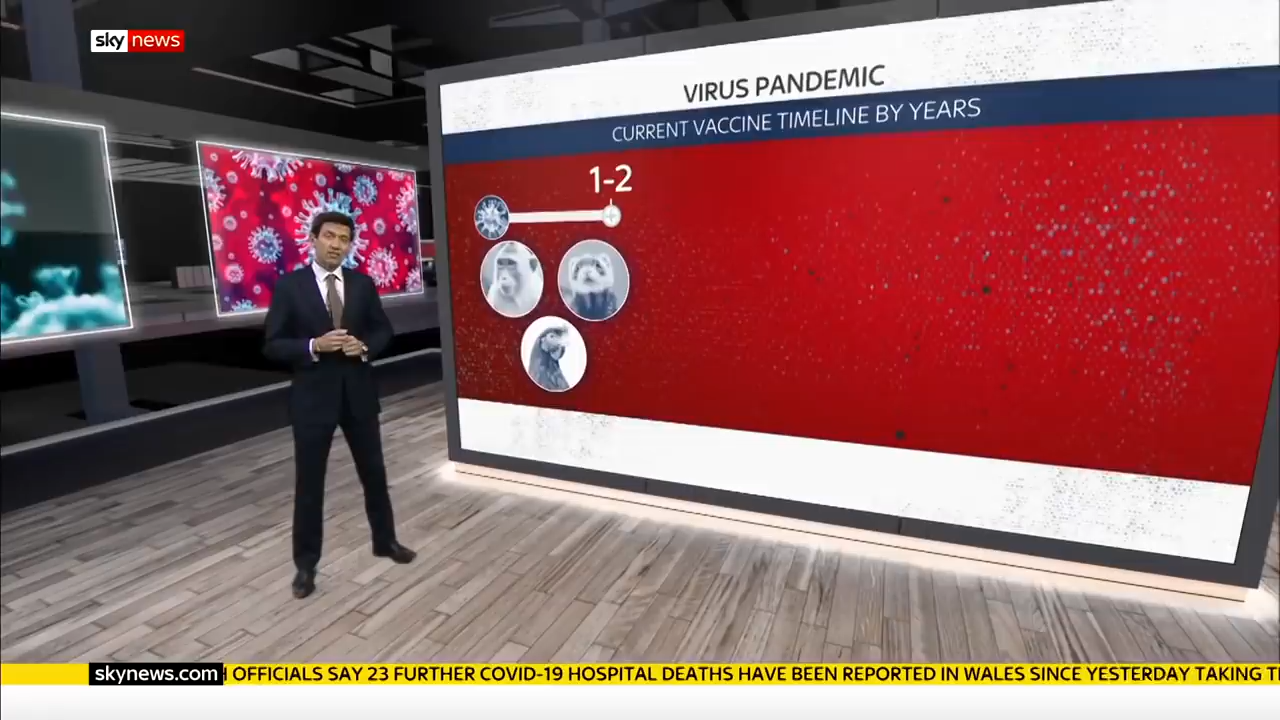 sky news
VIRUS PANDEMIC
CURRENT VACCINE TIMELINE BY YEARS
1-2
skynews.com
OFFICIALS SAY 23 FURTHER COVID-19 HOSPITAL DEATHS HAVE BEEN REPORTED IN WALES SINCE YESTERDAY TAKING